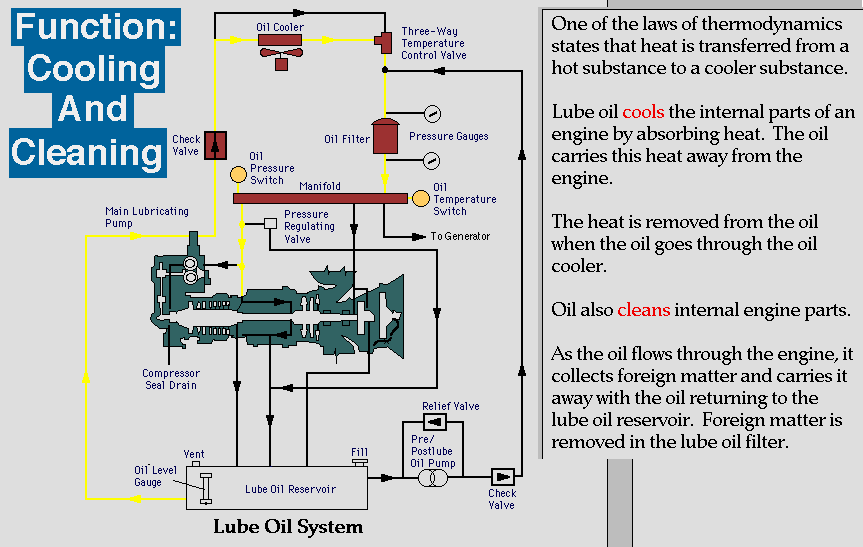 Function:
Cooling
And
Cleaning
Oil Cooler
Three-Way
Temperature
Control Valve
Check
Valve
Oil Filter
Pressure Gauges
Oil
Pressure
Switch
Manifold
Oil
Temperature
Switch
Main Lubricating
Pump
Pressure
Regulating
Valve
To Generator
Compressor
Seal Drain
Relief Valve
Pre/
Postlube
Oil Pump
Vent
Fill
Oil Level
Gauge
Lube Oil Reservoir
Check
Valve
Lube Oil System
One of the laws of thermodynamics
states that heat is transferred from a
hot substance to a cooler substance.
Lube oil cools the internal parts of an
engine by absorbing heat. The oil
carries this heat away from the
engine.
The heat is removed from the oil
when the oil goes through the oil
cooler.
Oil also cleans internal engine parts.
As the oil flows through the engine, it
collects foreign matter and carries it
away with the oil returning to the
lube oil reservoir. Foreign matter is
removed in the lube oil filter.